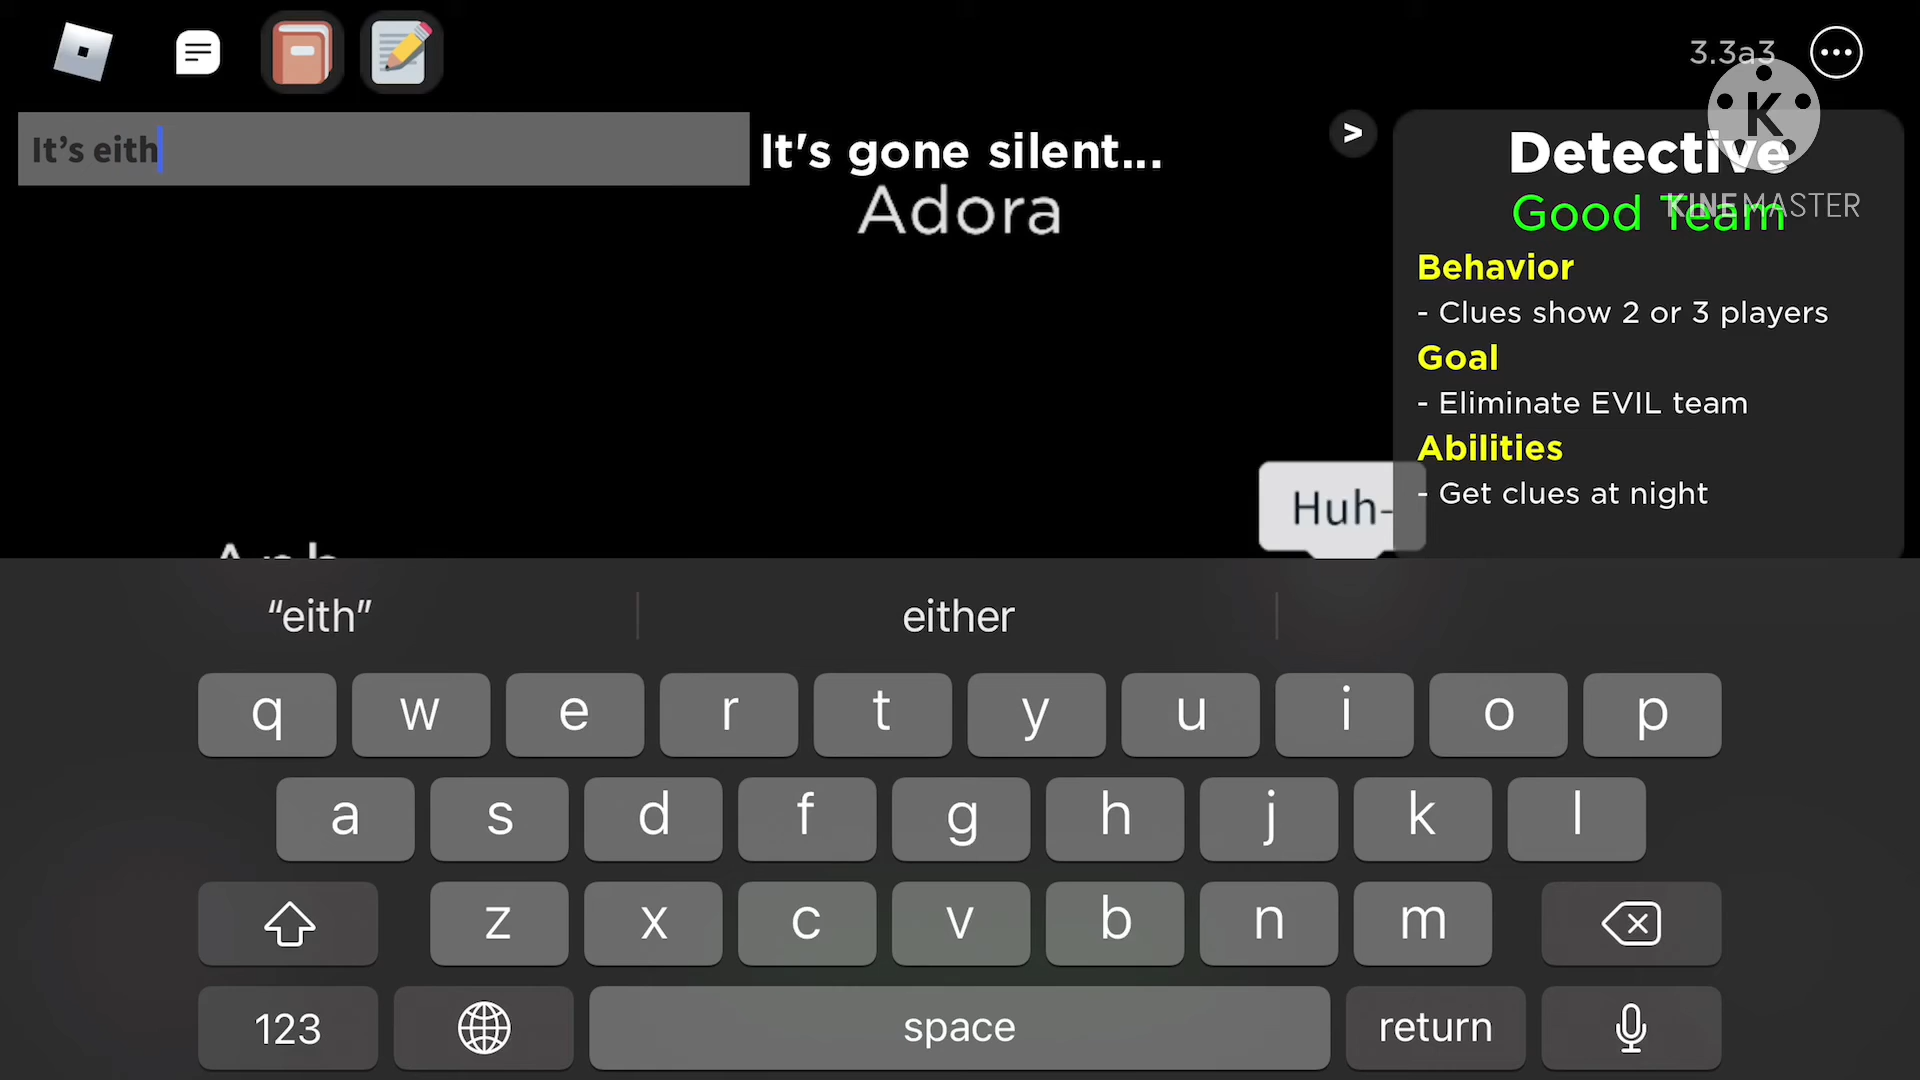 3.3a3
K
KINEMASTER
It’s eith
It's gone silent...
Adora
>
Detective
Good Team
Behavior
- Clues show 2 or 3 players
Goal
- Eliminate EVIL team
Abilities
- Get clues at night
Huh-
“eith”
either
q w e r t y u i o p
a s d f g h j k l
z x c v b n m
123
space
return